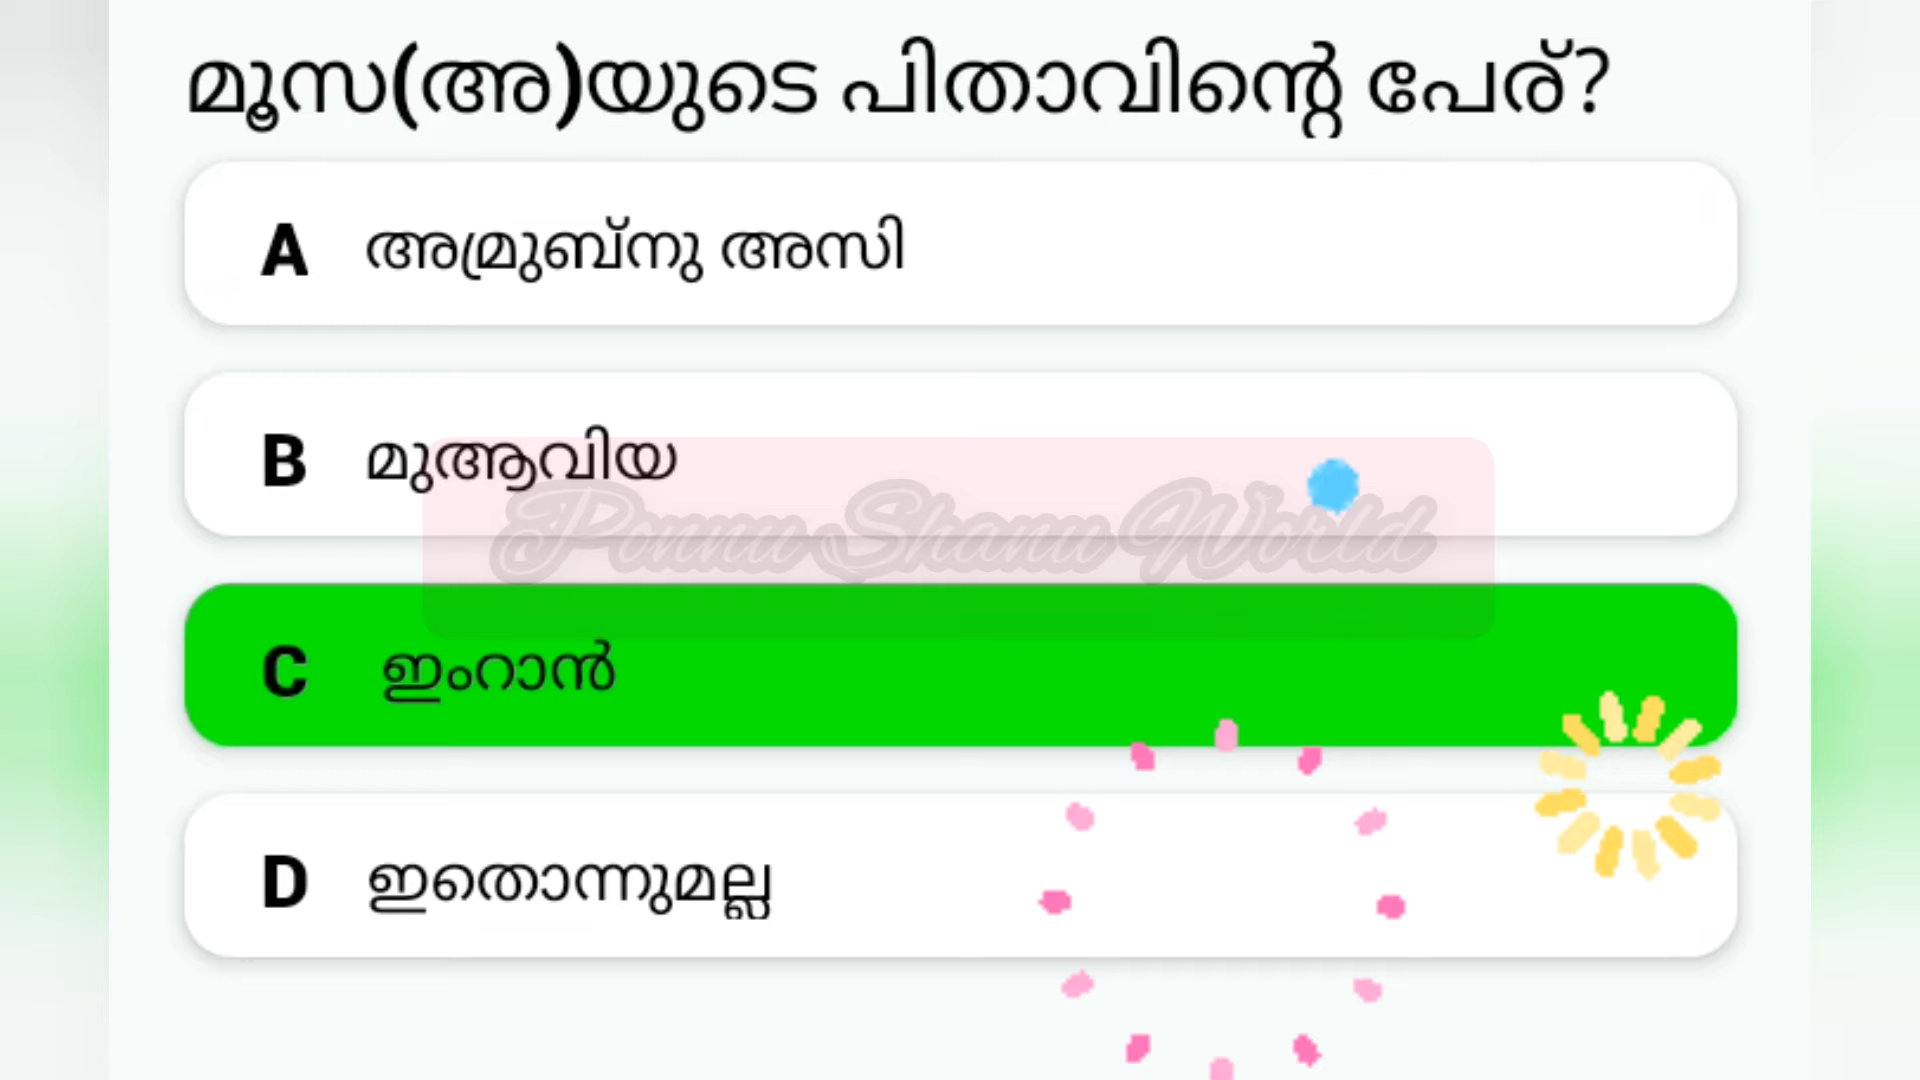 മൂസ(അ)യുടെ പിതാവിന്റെ പേര്?
A അമ്രുബ്നു അസി
B മുആവിയ
Ponnu Shanu World
C ഇംറാൻ
D ഇതൊന്നുമല്ല